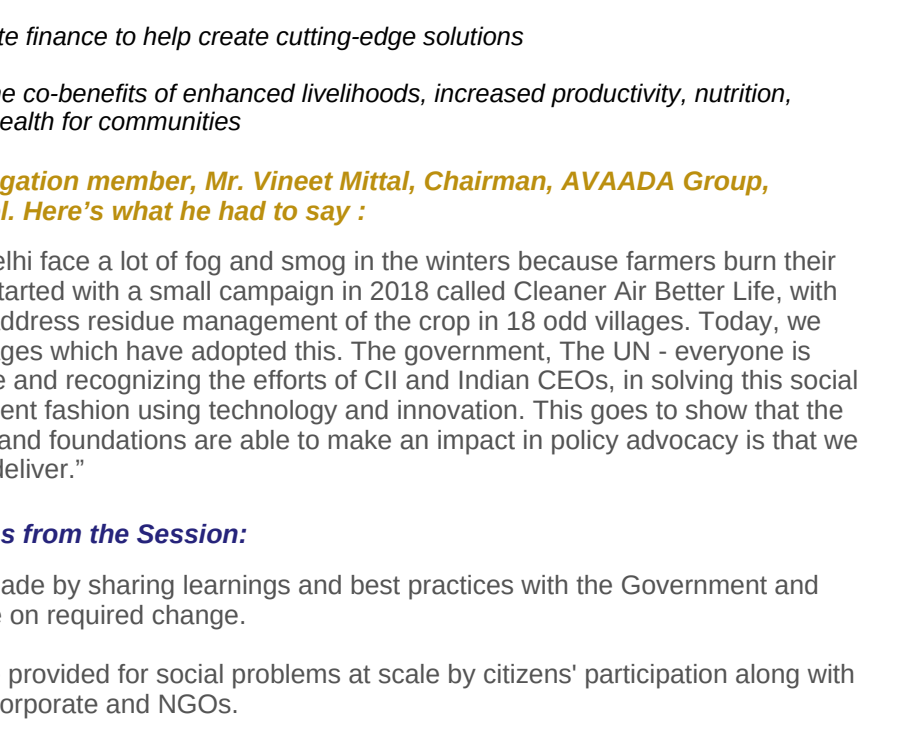 te finance to help create cutting-edge solutions
e co-benefits of enhanced livelihoods, increased productivity, nutrition,
ealth for communities
gation member, Mr. Vineet Mittal, Chairman, AVAADA Group,
l. Here’s what he had to say :
elhi face a lot of fog and smog in the winters because farmers burn their
tarted with a small campaign in 2018 called Cleaner Air Better Life, with
ddress residue management of the crop in 18 odd villages. Today, we
ges which have adopted this. The government, The UN - everyone is
e and recognizing the efforts of CII and Indian CEOs, in solving this social
ent fashion using technology and innovation. This goes to show that the
and foundations are able to make an impact in policy advocacy is that we
deliver.”
s from the Session:
ade by sharing learnings and best practices with the Government and
e on required change.
provided for social problems at scale by citizens' participation along with
orporate and NGOs.